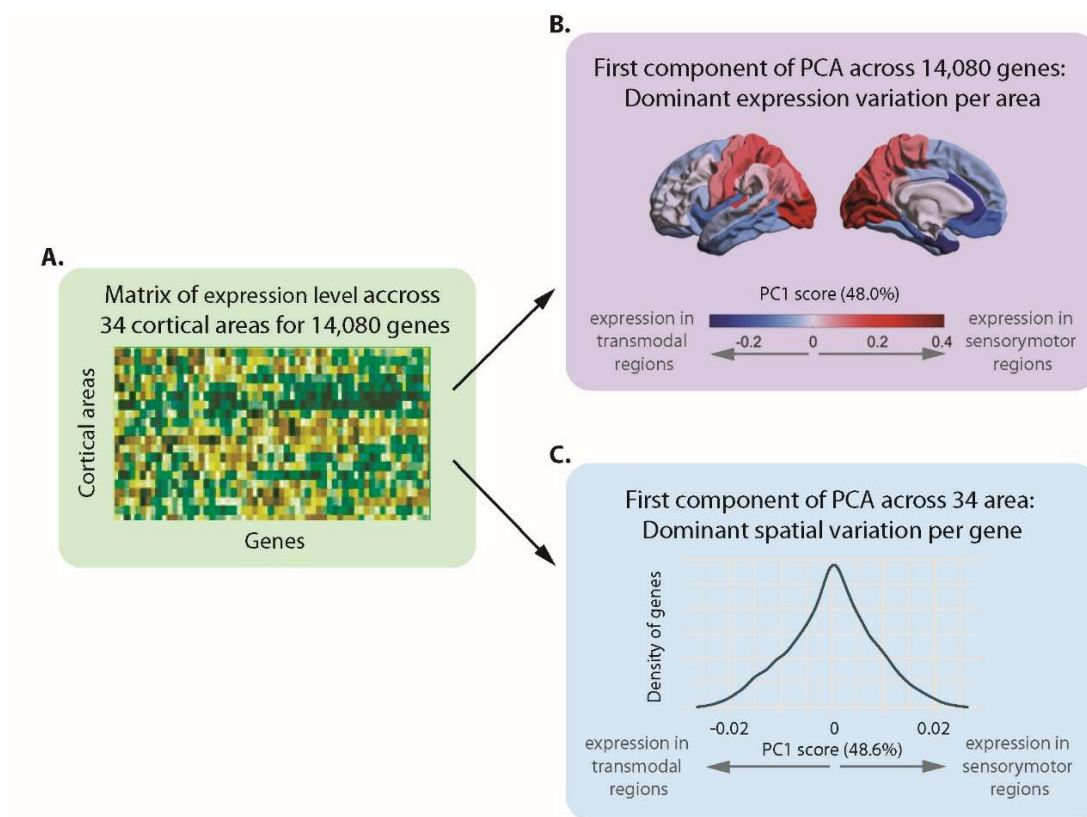 A.
Matrix of expression level accross
34 cortical areas for 14,080 genes
Cortical areas
Genes
B.
First component of PCA across 14,080 genes:
Dominant expression variation per area
PC1 score (48.0%)
expression in
transmodal
regions
-0.2 0 0.2 0.4
expression in
sensorymotor
regions
C.
First component of PCA across 34 area:
Dominant spatial variation per gene
Density of genes
-0.02 0 0.02
PC1 score (48.6%)
expression in
transmodal
regions
expression in
sensorymotor
regions